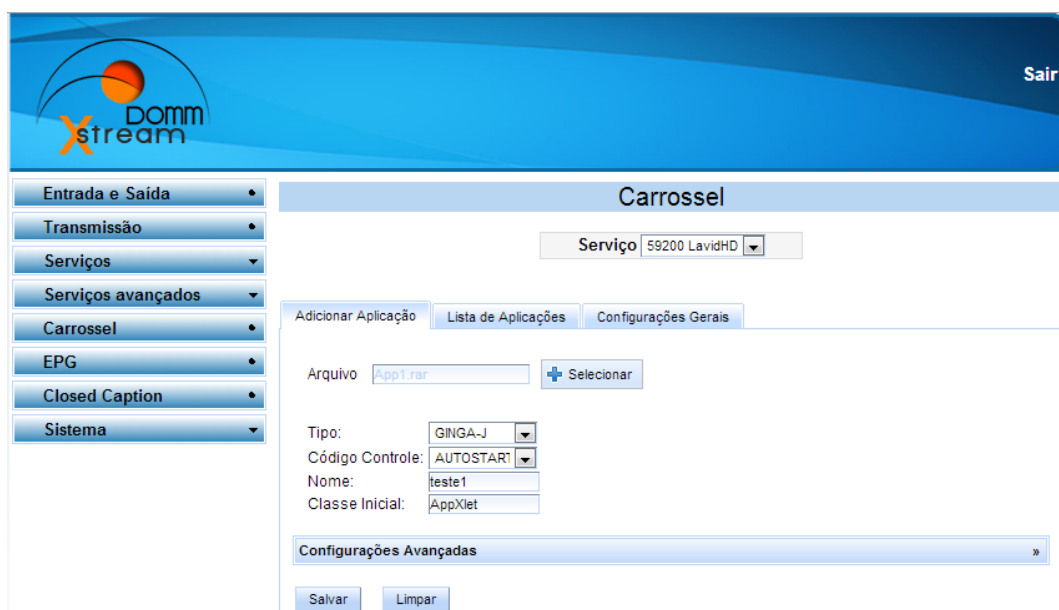 Sair
DOMM
Xstream
Entrada e Saída
Transmissão
Serviços
Serviços avançados
Carrossel
EPG
Closed Caption
Sistema
Carrossel
Serviço 59200 LavidHD
Adicionar Aplicação Lista de Aplicações Configurações Gerais
Arquivo App1.rar Selecionar
Tipo: GINGA-J
Código Controle: AUTOSTART
Nome: teste1
Classe Inicial: AppXlet
Configurações Avançadas »
Salvar Limpar